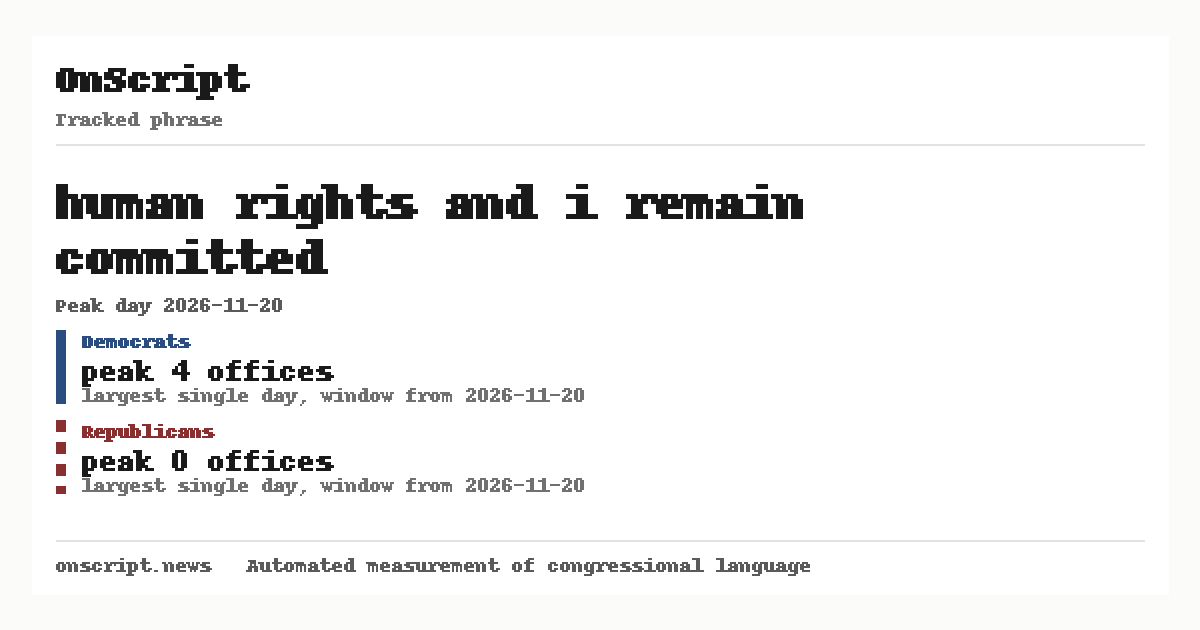 OnScript
Tracked phrase
human rights and i remain
committed
Peak day 2026-11-20
Democrats
peak 4 offices
largest single day, window from 2026-11-20
Republicans
peak 0 offices
largest single day, window from 2026-11-20
onscript.news Automated measurement of congressional language